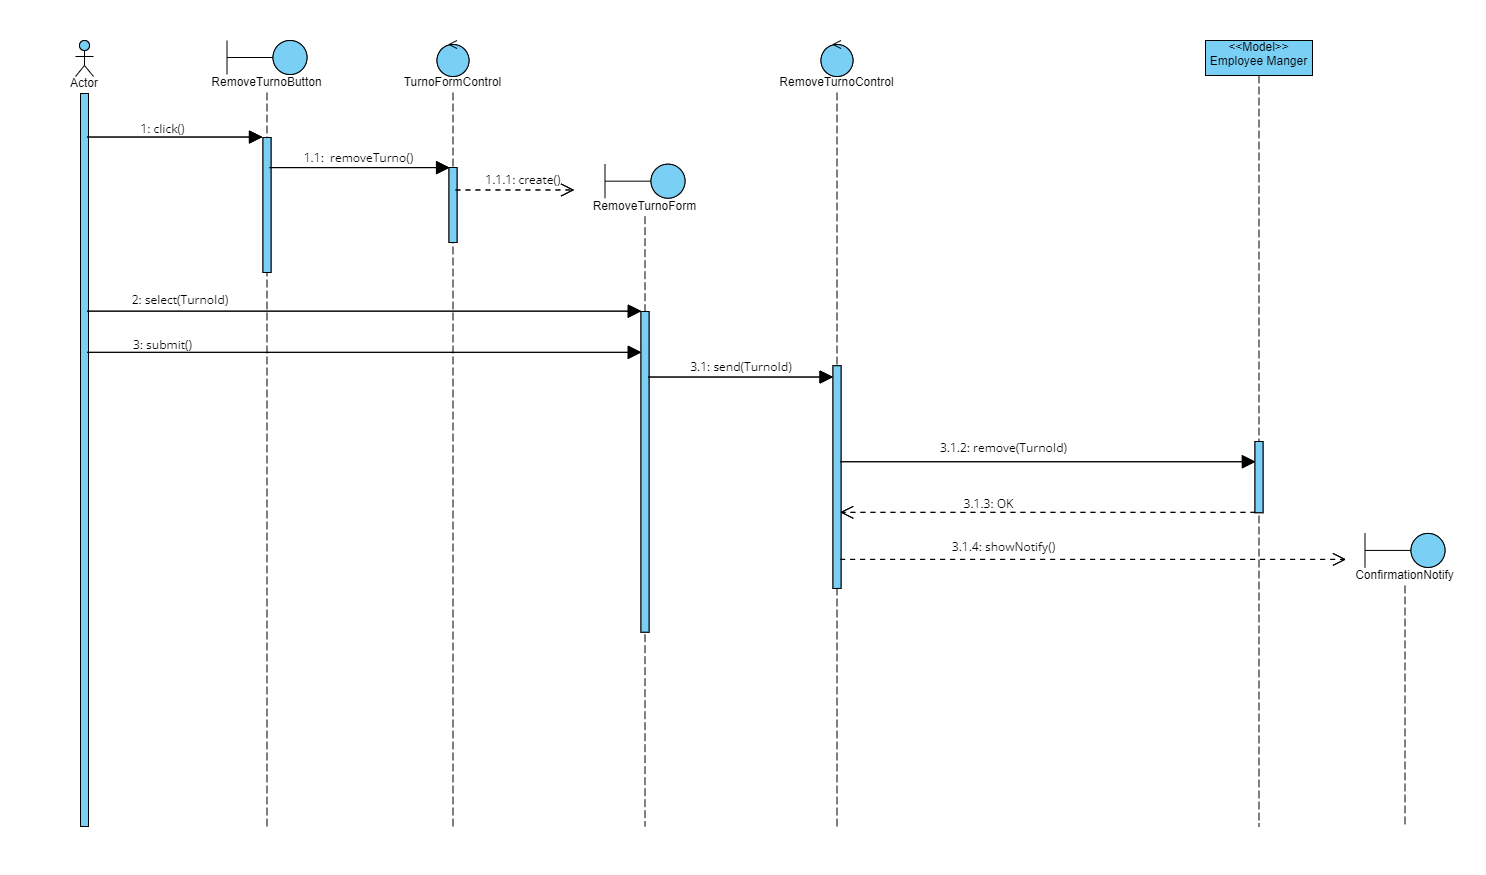 <<Model>>
Employee Manger
Actor
RemoveTurnoButton
TurnoFormControl
RemoveTurnoControl
1: click()
1.1: removeTurno()
1.1.1: create()
RemoveTurnoForm
2: select(TurnoId)
3: submit()
3.1: send(TurnoId)
3.1.2: remove(TurnoId)
3.1.3: OK
3.1.4: showNotify()
ConfirmationNotify